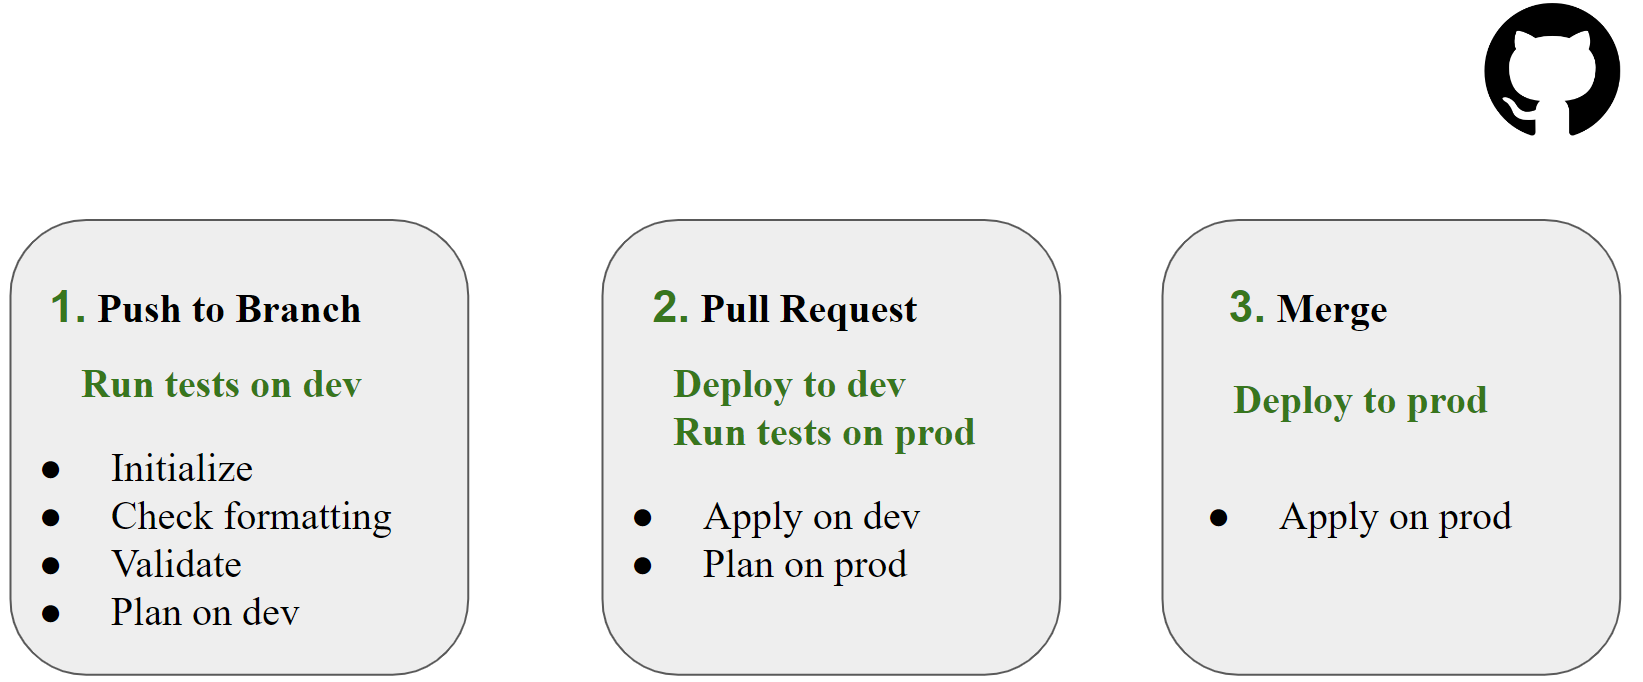 1. Push to Branch
Run tests on dev
● Initialize
● Check formatting
● Validate
● Plan on dev
2. Pull Request
Deploy to dev
Run tests on prod
● Apply on dev
● Plan on prod
3. Merge
Deploy to prod
● Apply on prod